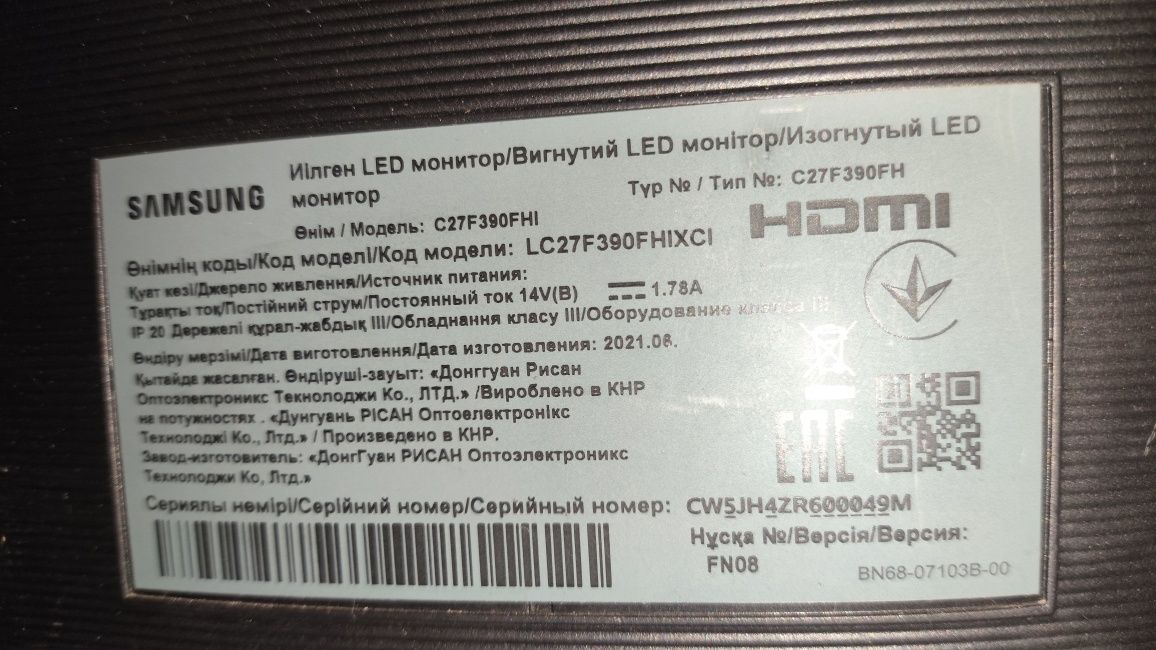 SAMSUNG
Иілген LED монитор/Вигнутий LED монітор/Изогнутый LED
монитор
Түр № / Тип №: C27F390FH
Өнім / Модель: C27F390FHI
HDMI
Өнімнің коды/Код моделі/Код модели: LC27F390FHIXCI
Қуат көзі/Джерело живлення/Источник питания:
Тұрақты ток/Постійний струм/Постоянный ток 14V(B) 1.78A
IP 20 Дережелі құрал-жабдық III/Обладнання класу III/Оборудование класса III
Өндіру мерзімі/Дата виготовлення/Дата изготовления: 2021.06.
Қытайда жасалған. Өндіруші-зауыт: «Донггуан Рисан
Оптоэлектроникс Текнолоджи Ко., ЛТД.» /Вироблено в КНР
на потужностях . «Дунгуань РІСАН Оптоелектронікс
Технолоджі Ко., Лтд.» / Произведено в КНР.
Завод-изготовитель: «ДонгГуан РИСАН Оптоэлектроникс
Технолоджи Ко, Лтд.»
EAC
Сериялы немірі/Серійний номер/Серийный номер: CW5JH4ZR600049M
Нұсқа №/Версія/Версия:
FN08
BN68-07103B-00